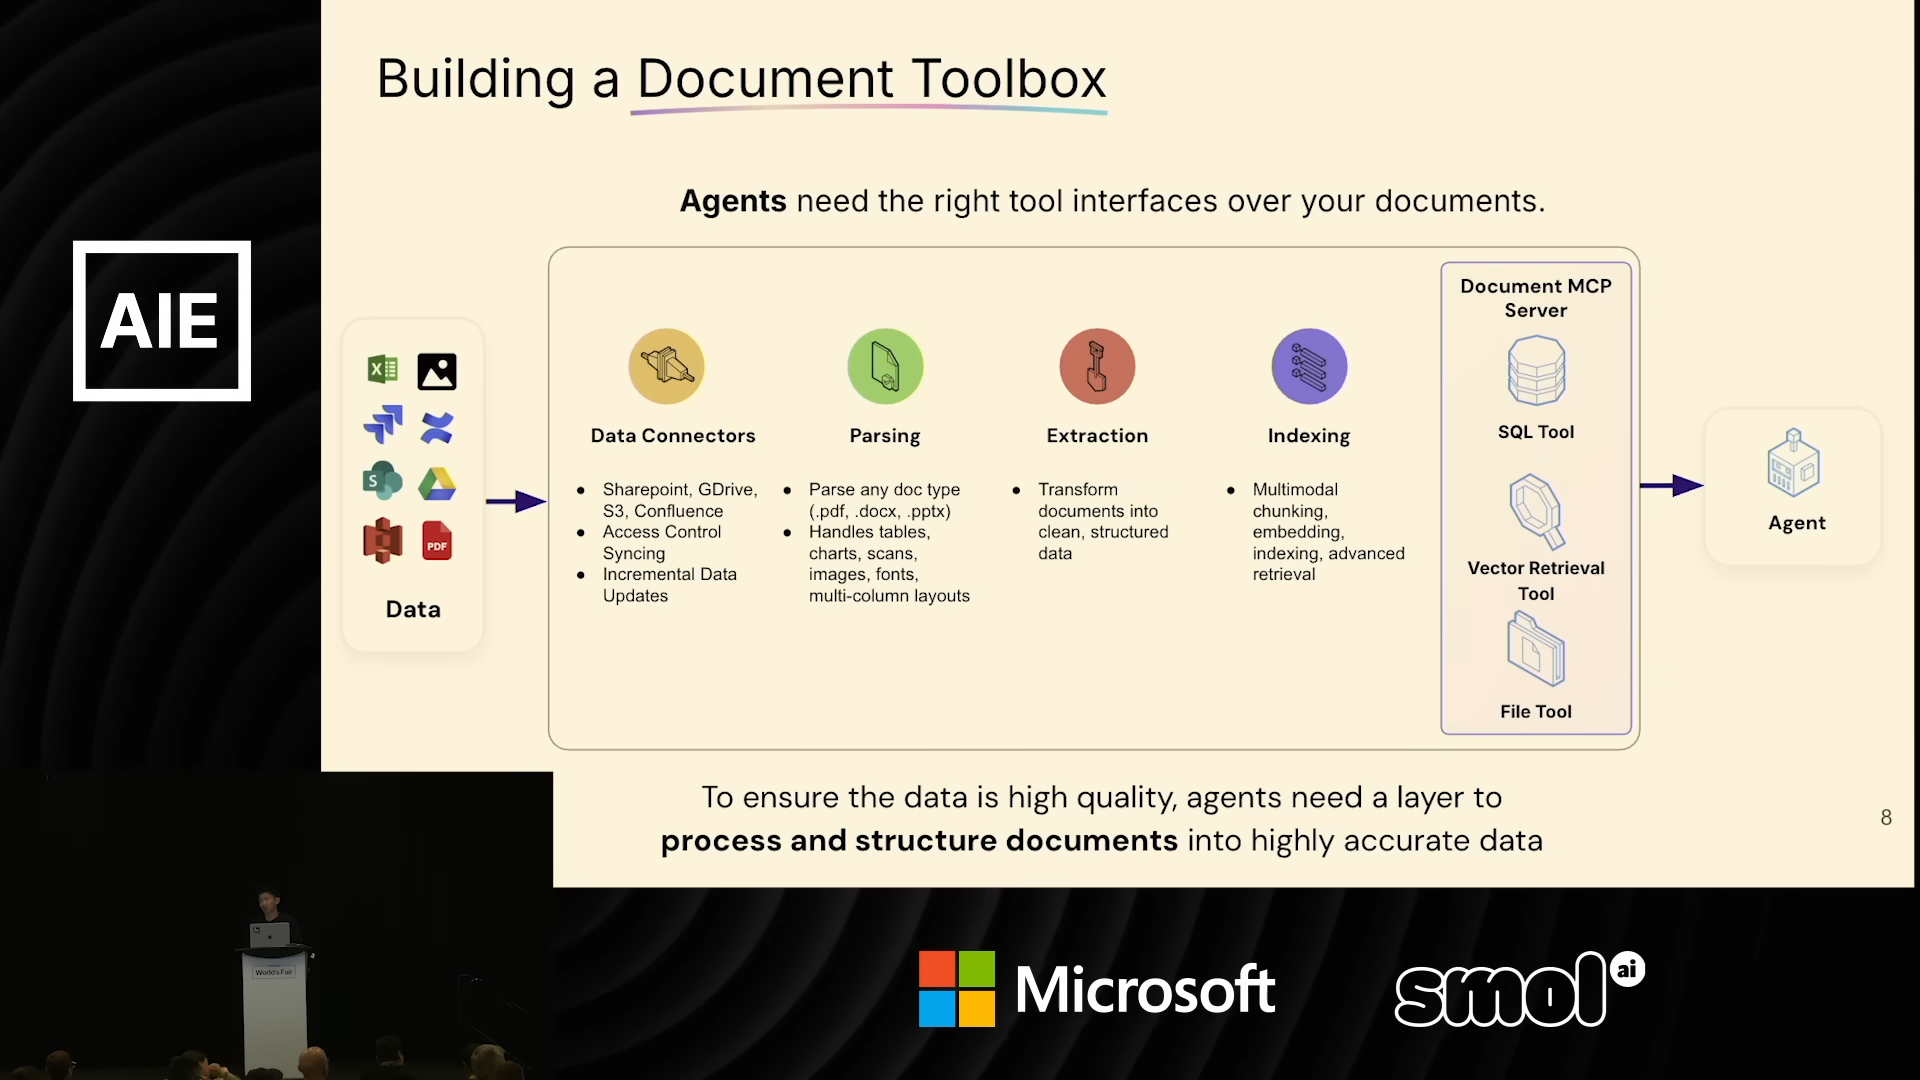 AIE
Building a Document Toolbox
Agents need the right tool interfaces over your documents.
Data
PDF
X
S
Data Connectors
● Sharepoint, GDrive,
S3, Confluence
● Access Control
Syncing
● Incremental Data
Updates
Parsing
● Parse any doc type
(.pdf, .docx, .pptx)
● Handles tables,
charts, scans,
images, fonts,
multi-column layouts
Extraction
● Transform
documents into
clean, structured
data
Indexing
● Multimodal
chunking,
embedding,
indexing, advanced
retrieval
Document MCP
Server
SQL Tool
Vector Retrieval
Tool
File Tool
Agent
To ensure the data is high quality, agents need a layer to
process and structure documents into highly accurate data
8
World's Fair
Microsoft
smol ai